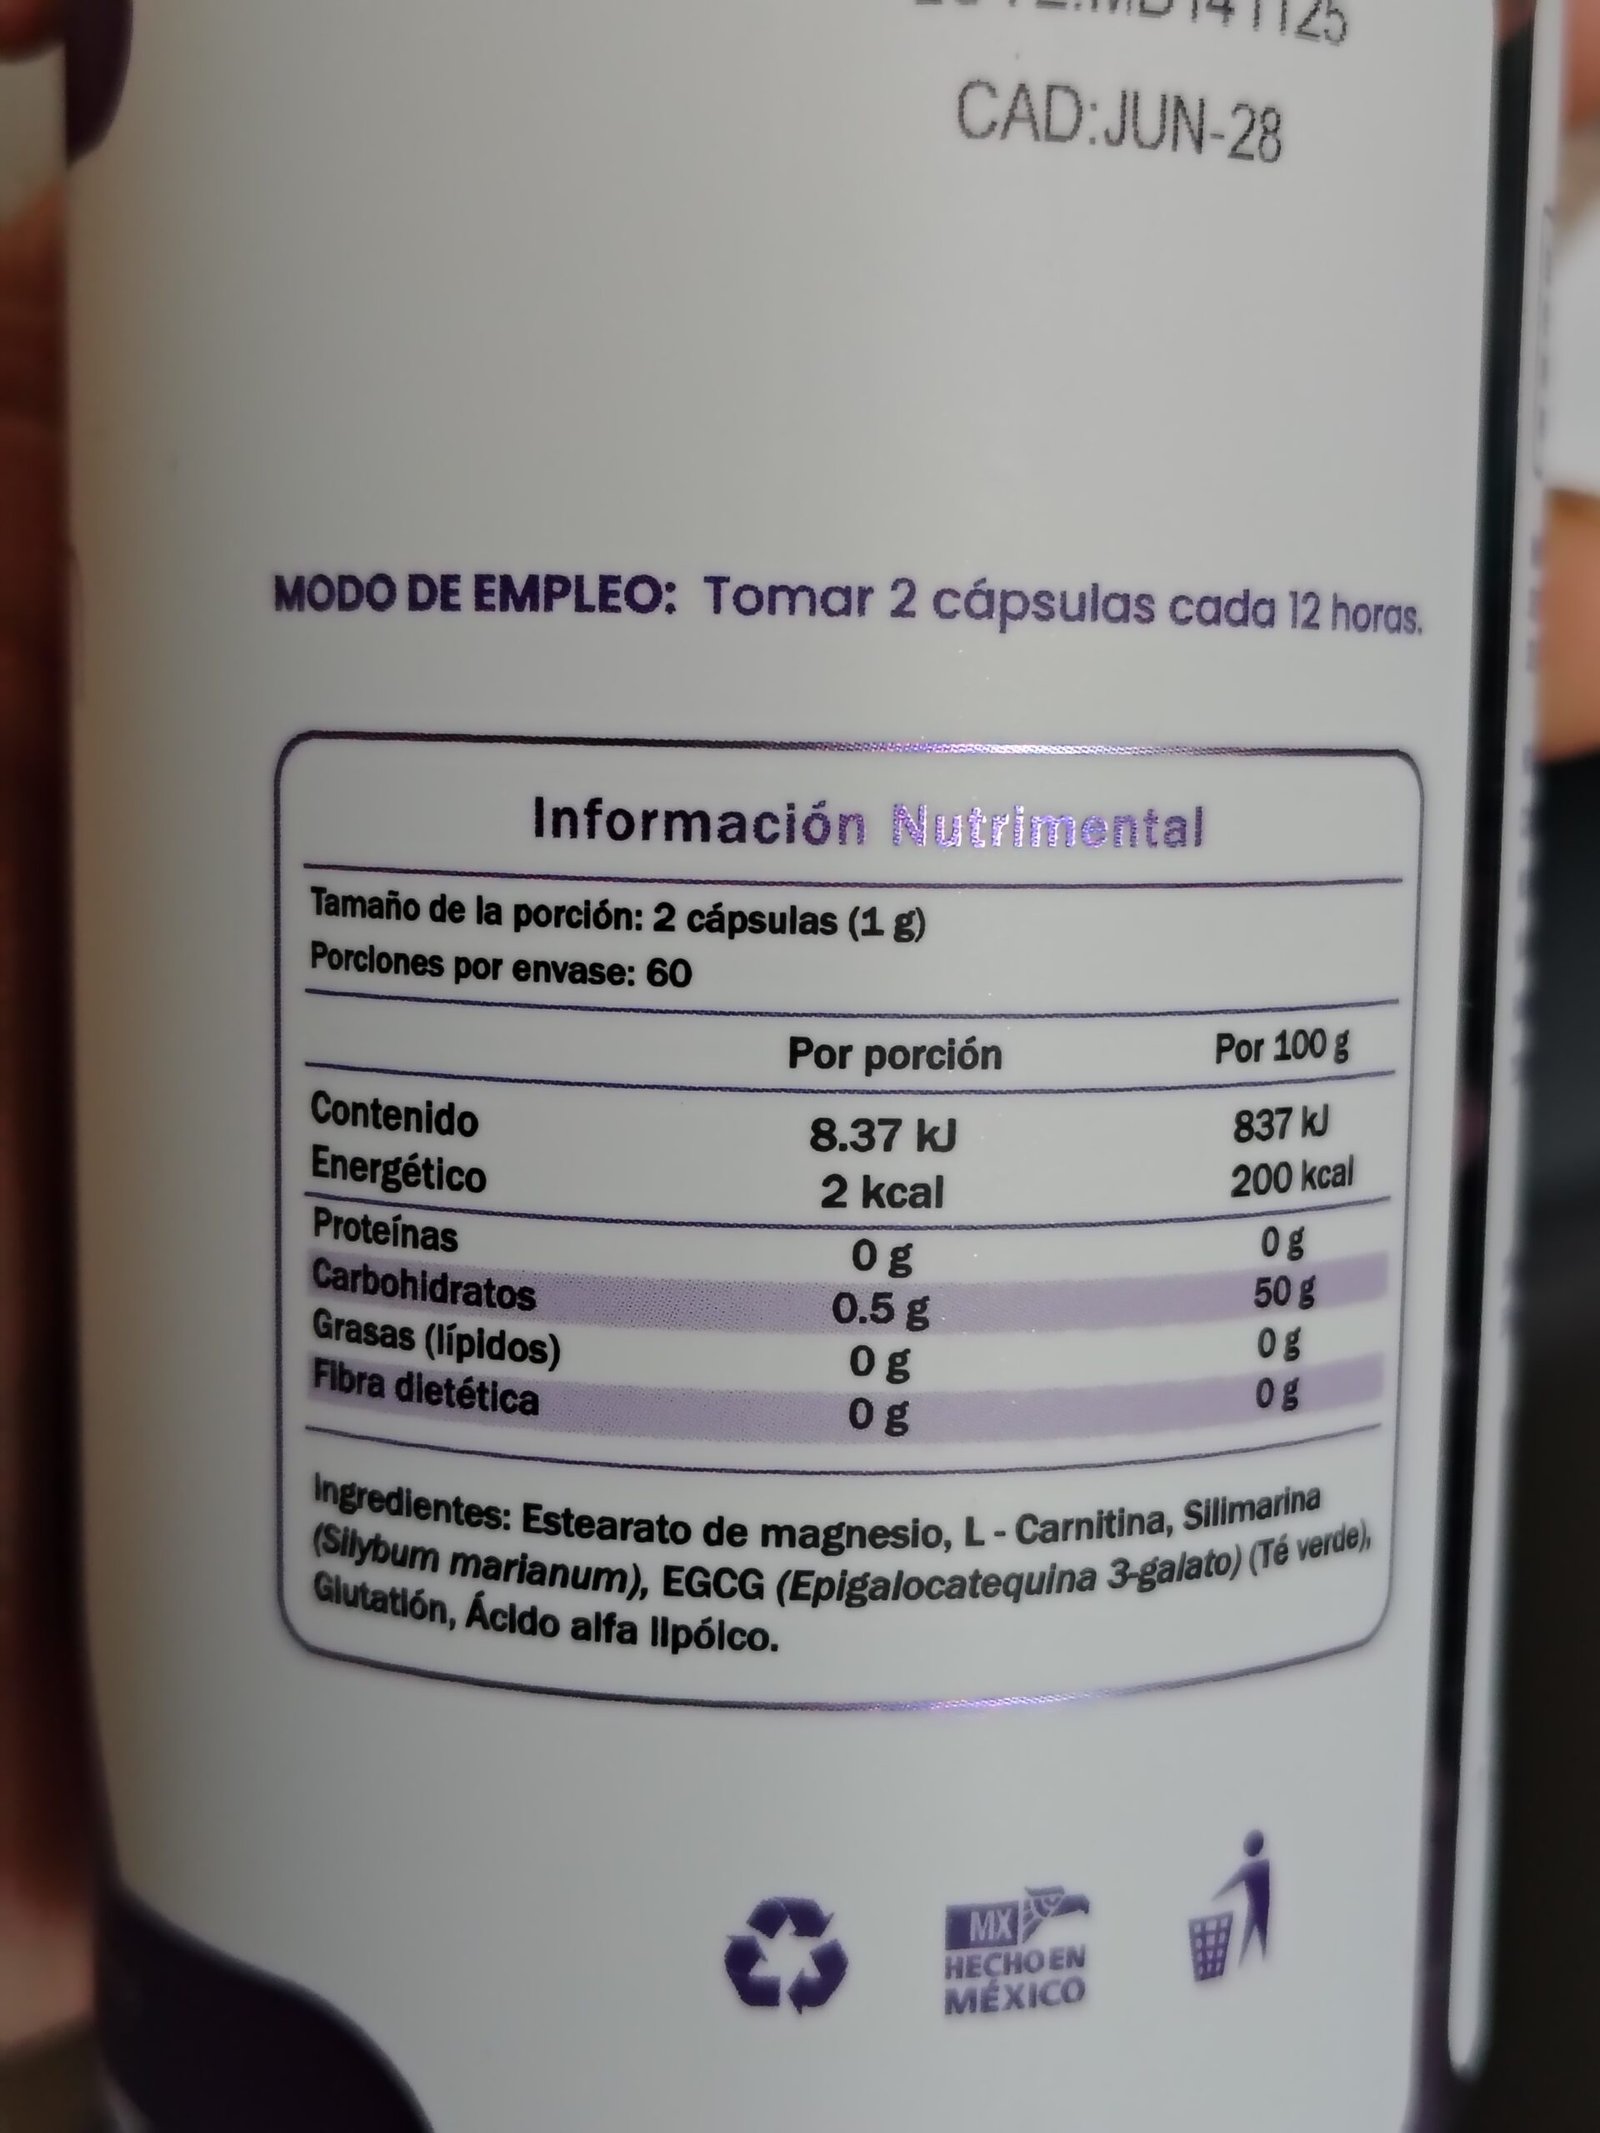 CAD:JUN-28
MODO DE EMPLEO: Tomar 2 cápsulas cada 12 horas.
Información Nutrimental
Tamaño de la porción: 2 cápsulas (1 g)
Porciones por envase: 60
Por porción Por 100 g
Contenido 8.37 kJ 837 kJ
Energético 2 kcal 200 kcal
Proteínas 0 g 0 g
Carbohidratos 0.5 g 50 g
Grasas (lípidos) 0 g 0 g
Fibra dietética 0 g 0 g
Ingredientes: Estearato de magnesio, L - Carnitina, Silimarina
(Silybum marianum), EGCG (Epigalocatequina 3-galato) (Té verde),
Glutatión, Ácido alfa lipóico.
MX
HECHO EN
MÉXICO